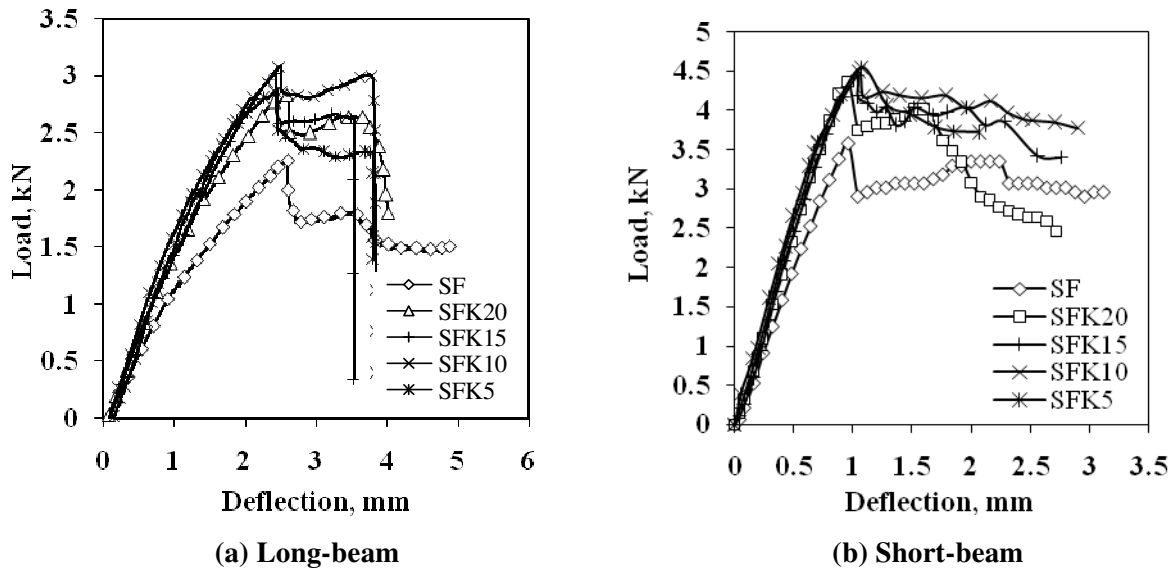 3.5
3
2.5
2
1.5
1
0.5
0
Load, kN
0 1 2 3 4 5 6
Deflection, mm
SF
SFK20
SFK15
SFK10
SFK5
(a) Long-beam
5
4.5
4
3.5
3
2.5
2
1.5
1
0.5
0
Load, kN
0 0.5 1 1.5 2 2.5 3 3.5
Deflection, mm
SF
SFK20
SFK15
SFK10
SFK5
(b) Short-beam